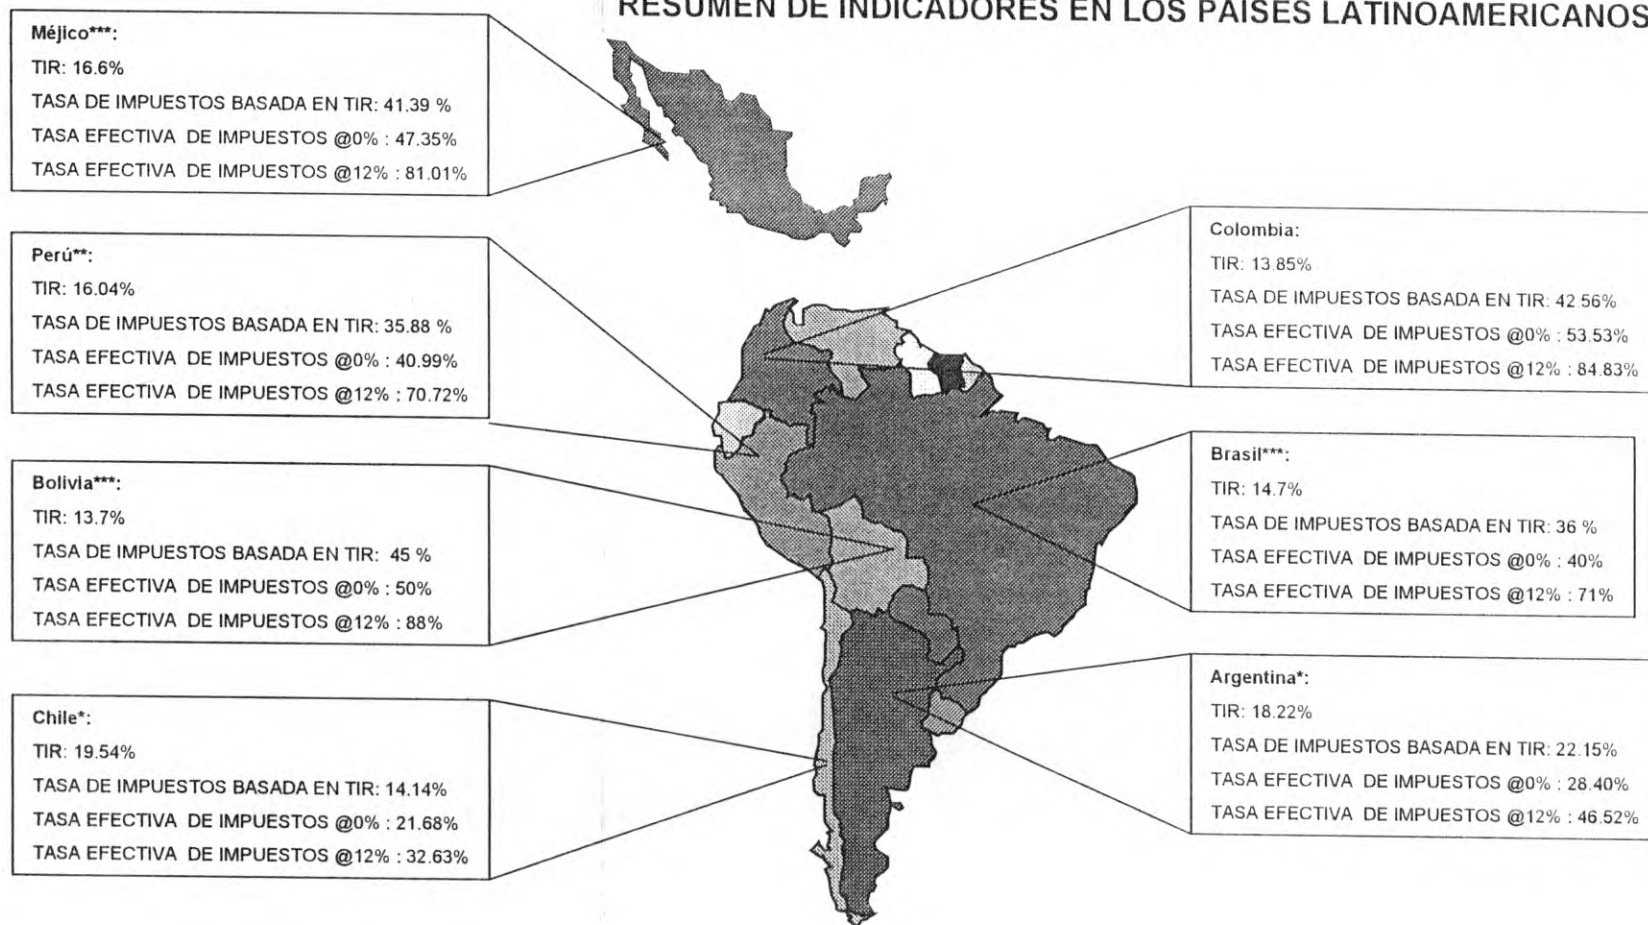 RESUMEN DE INDICADORES EN LOS PAISES LATINOAMERICANOS
Méjico***:
TIR: 16.6%
TASA DE IMPUESTOS BASADA EN TIR: 41.39 %
TASA EFECTIVA DE IMPUESTOS @0% : 47.35%
TASA EFECTIVA DE IMPUESTOS @12% : 81.01%
Perú**:
TIR: 16.04%
TASA DE IMPUESTOS BASADA EN TIR: 35.88 %
TASA EFECTIVA DE IMPUESTOS @0% : 40.99%
TASA EFECTIVA DE IMPUESTOS @12% : 70.72%
Bolivia***:
TIR: 13.7%
TASA DE IMPUESTOS BASADA EN TIR: 45 %
TASA EFECTIVA DE IMPUESTOS @0% : 50%
TASA EFECTIVA DE IMPUESTOS @12% : 88%
Chile*:
TIR: 19.54%
TASA DE IMPUESTOS BASADA EN TIR: 14.14%
TASA EFECTIVA DE IMPUESTOS @0% : 21.68%
TASA EFECTIVA DE IMPUESTOS @12% : 32.63%
Colombia:
TIR: 13.85%
TASA DE IMPUESTOS BASADA EN TIR: 42.56%
TASA EFECTIVA DE IMPUESTOS @0% : 53.53%
TASA EFECTIVA DE IMPUESTOS @12% : 84.83%
Brasil***:
TIR: 14.7%
TASA DE IMPUESTOS BASADA EN TIR: 36 %
TASA EFECTIVA DE IMPUESTOS @0% : 40%
TASA EFECTIVA DE IMPUESTOS @12% : 71%
Argentina*:
TIR: 18.22%
TASA DE IMPUESTOS BASADA EN TIR: 22.15%
TASA EFECTIVA DE IMPUESTOS @0% : 28.40%
TASA EFECTIVA DE IMPUESTOS @12% : 46.52%